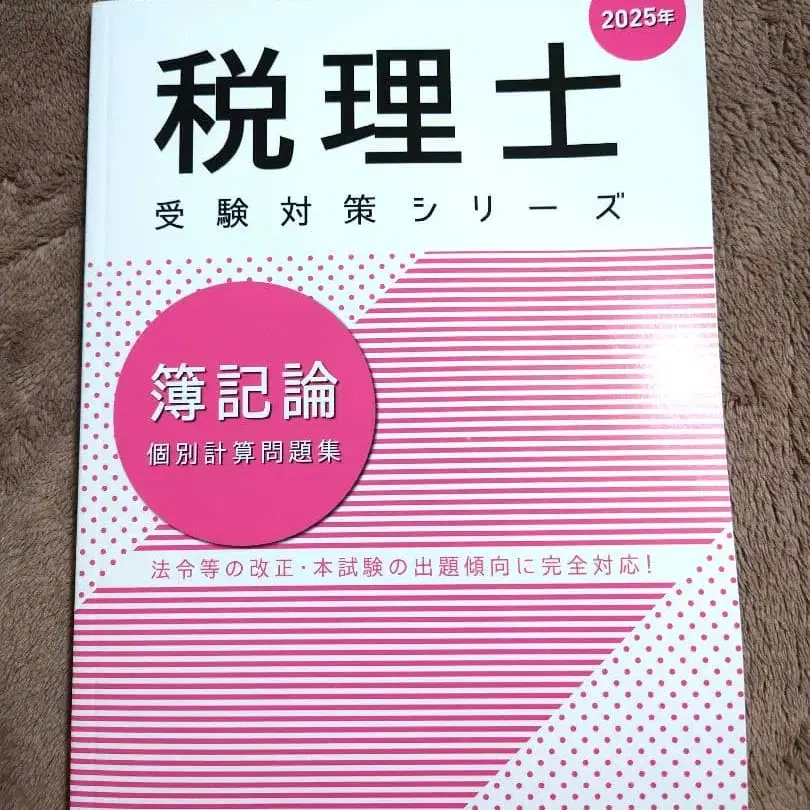 2025年
税理士
受験対策シリーズ
簿記論
個別計算問題集
法令等の改正・本試験の出題傾向に完全対応!